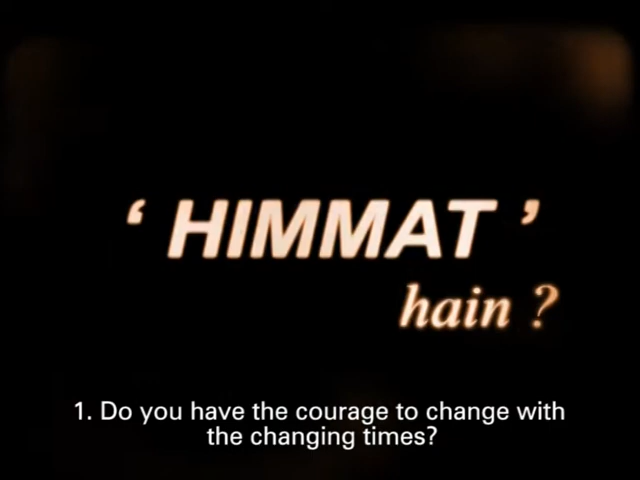 ‘ HIMMAT ’
hain ?
1. Do you have the courage to change with
the changing times?